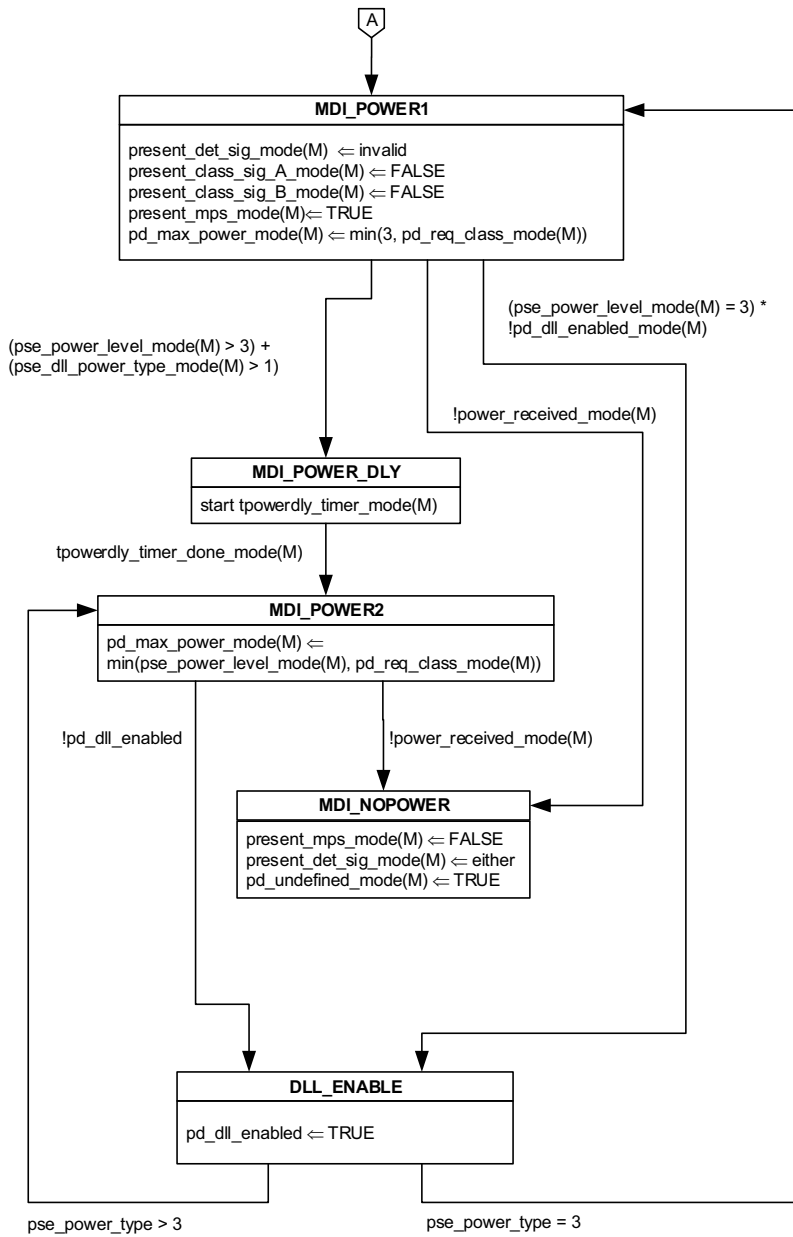 A
MDI_POWER1
present_det_sig_mode(M) ⇐ invalid
present_class_sig_A_mode(M) ⇐ FALSE
present_class_sig_B_mode(M) ⇐ FALSE
present_mps_mode(M)⇐ TRUE
pd_max_power_mode(M) ⇐ min(3, pd_req_class_mode(M))
(pse_power_level_mode(M) > 3) +
(pse_dll_power_type_mode(M) > 1)
(pse_power_level_mode(M) = 3) *
!pd_dll_enabled_mode(M)
!power_received_mode(M)
MDI_POWER_DLY
start tpowerdly_timer_mode(M)
tpowerdly_timer_done_mode(M)
MDI_POWER2
pd_max_power_mode(M) ⇐
min(pse_power_level_mode(M), pd_req_class_mode(M))
!pd_dll_enabled
!power_received_mode(M)
MDI_NOPOWER
present_mps_mode(M) ⇐ FALSE
present_det_sig_mode(M) ⇐ either
pd_undefined_mode(M) ⇐ TRUE
DLL_ENABLE
pd_dll_enabled ⇐ TRUE
pse_power_type > 3
pse_power_type = 3